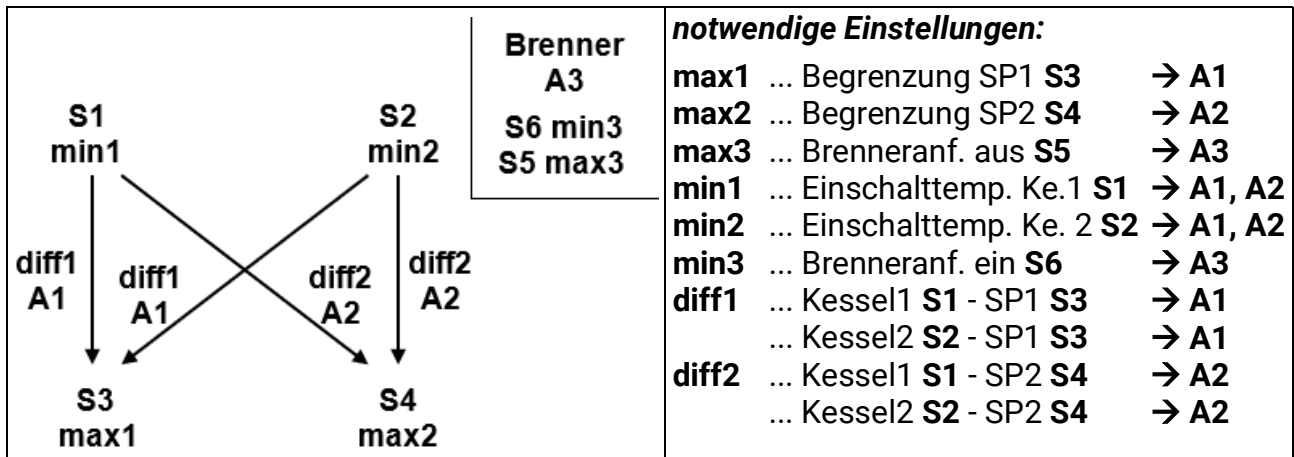 Brenner
A3
S6 min3
S5 max3
S1
min1
S2
min2
diff1
A1
diff1
A1
diff2
A2
diff2
A2
S3
max1
S4
max2
notwendige Einstellungen:
max1 ... Begrenzung SP1 S3 → A1
max2 ... Begrenzung SP2 S4 → A2
max3 ... Brenneranf. aus S5 → A3
min1 ... Einschalttemp. Ke.1 S1 → A1, A2
min2 ... Einschalttemp. Ke. 2 S2 → A1, A2
min3 ... Brenneranf. ein S6 → A3
diff1 ... Kessel1 S1 - SP1 S3 → A1
... Kessel2 S2 - SP1 S3 → A1
diff2 ... Kessel1 S1 - SP2 S4 → A2
... Kessel2 S2 - SP2 S4 → A2